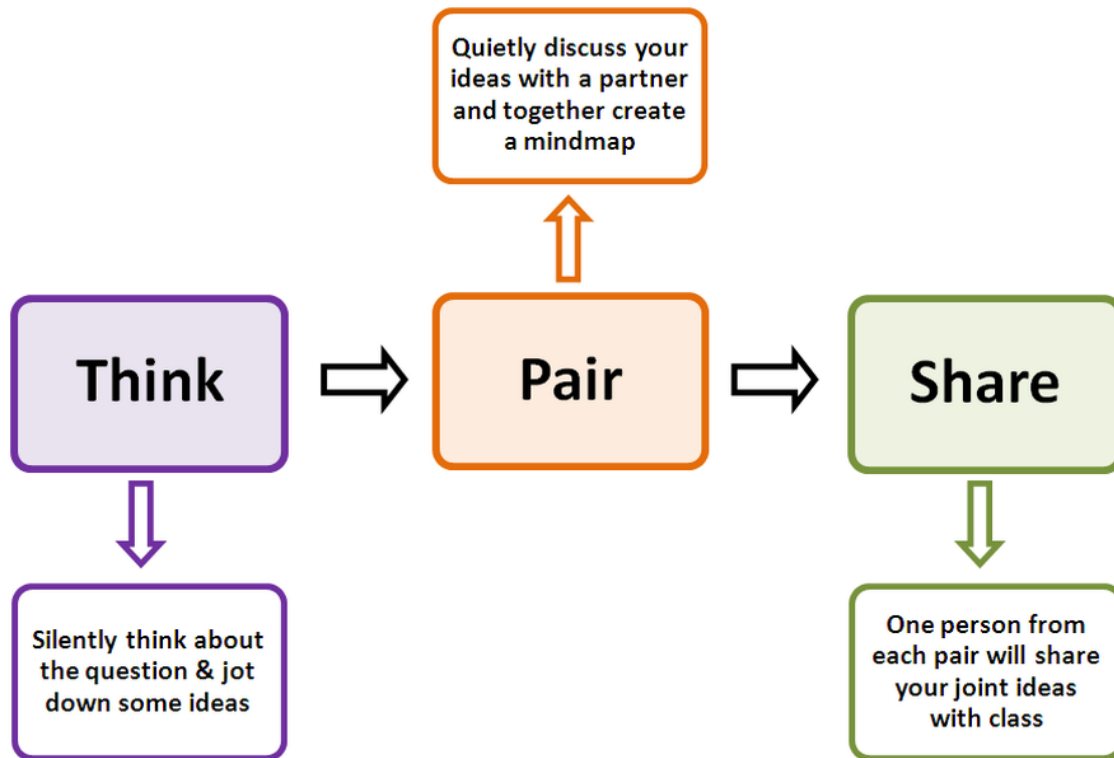 Quietly discuss your
ideas with a partner
and together create
a mindmap
Think
Pair
Share
Silently think about
the question & jot
down some ideas
One person from
each pair will share
your joint ideas
with class